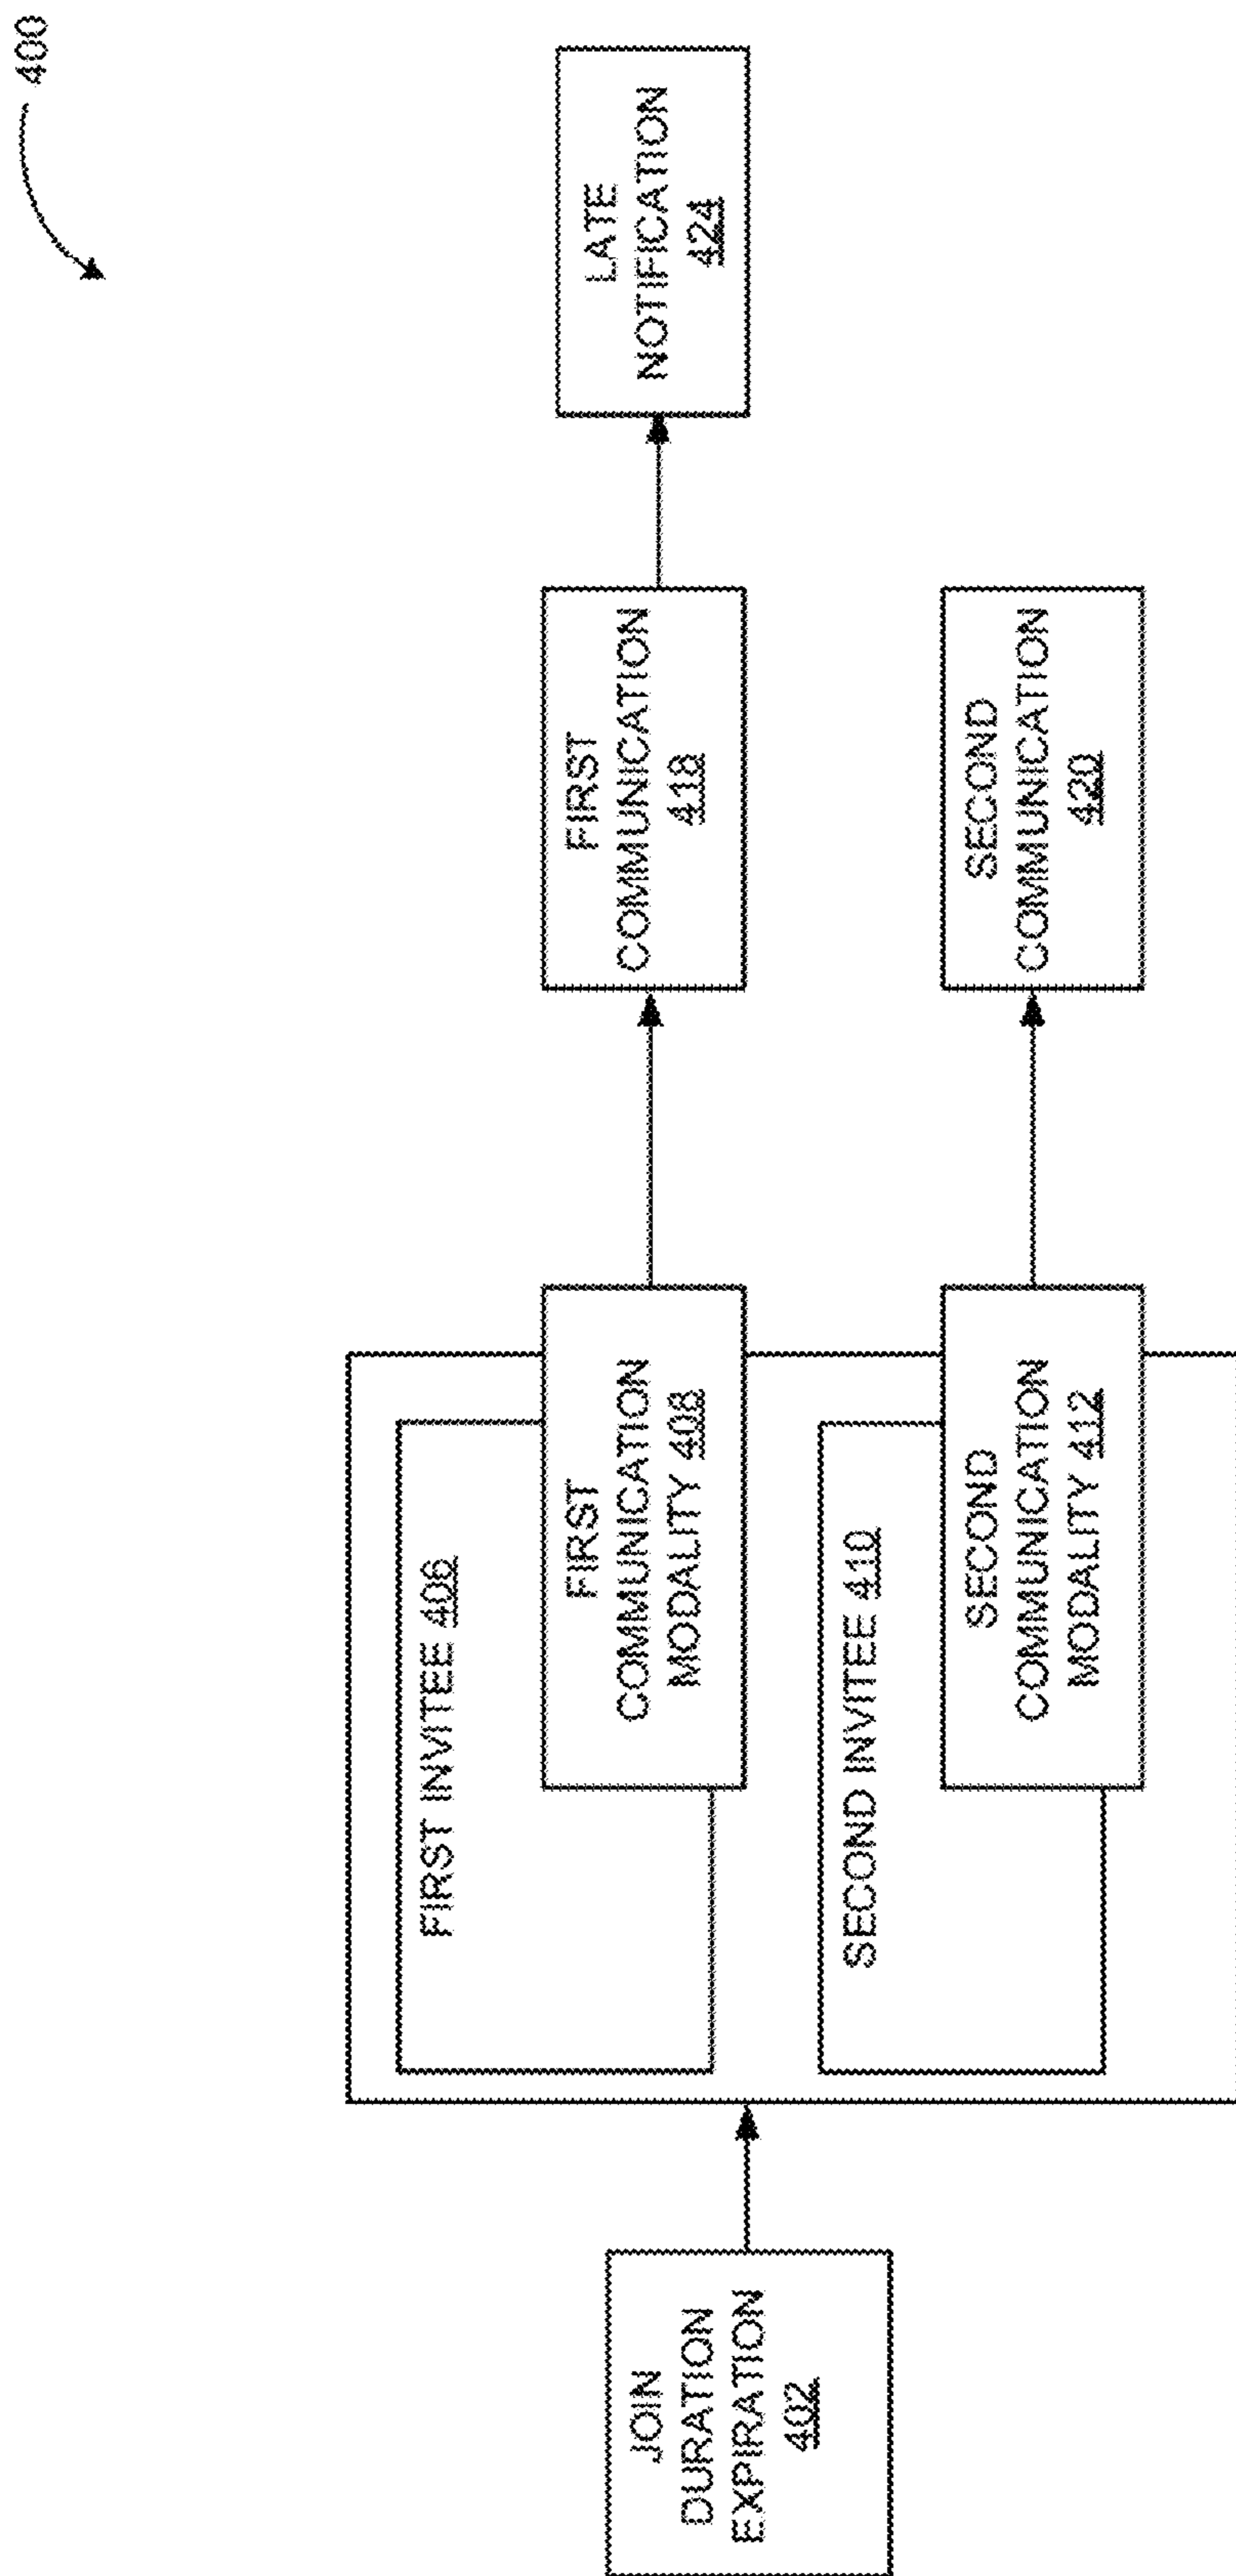 400
JOIN
DURATION
EXPIRATION
402
FIRST INVITEE 406
FIRST
COMMUNICATION
MODALITY 408
SECOND INVITEE 410
SECOND
COMMUNICATION
MODALITY 412
FIRST
COMMUNICATION
418
SECOND
COMMUNICATION
420
LATE
NOTIFICATION
424